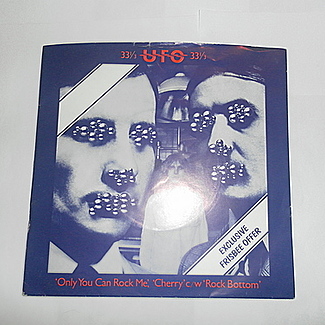 33⅓ UFO 33⅓
EXCLUSIVE
FRISBEE OFFER
'Only You Can Rock Me,' 'Cherry' c/w 'Rock Bottom'